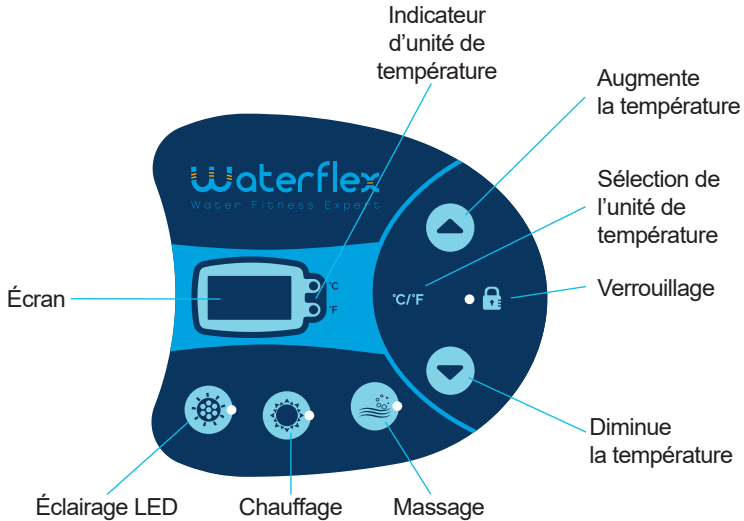 Indicateur
d'unité de
température
Augmente
la température
waterflex
Water Fitness Expert
Sélection de
l'unité de
température
°C
Écran
°C/°F
Verrouillage
°F
Diminue
la température
Éclairage LED
Chauffage
Massage